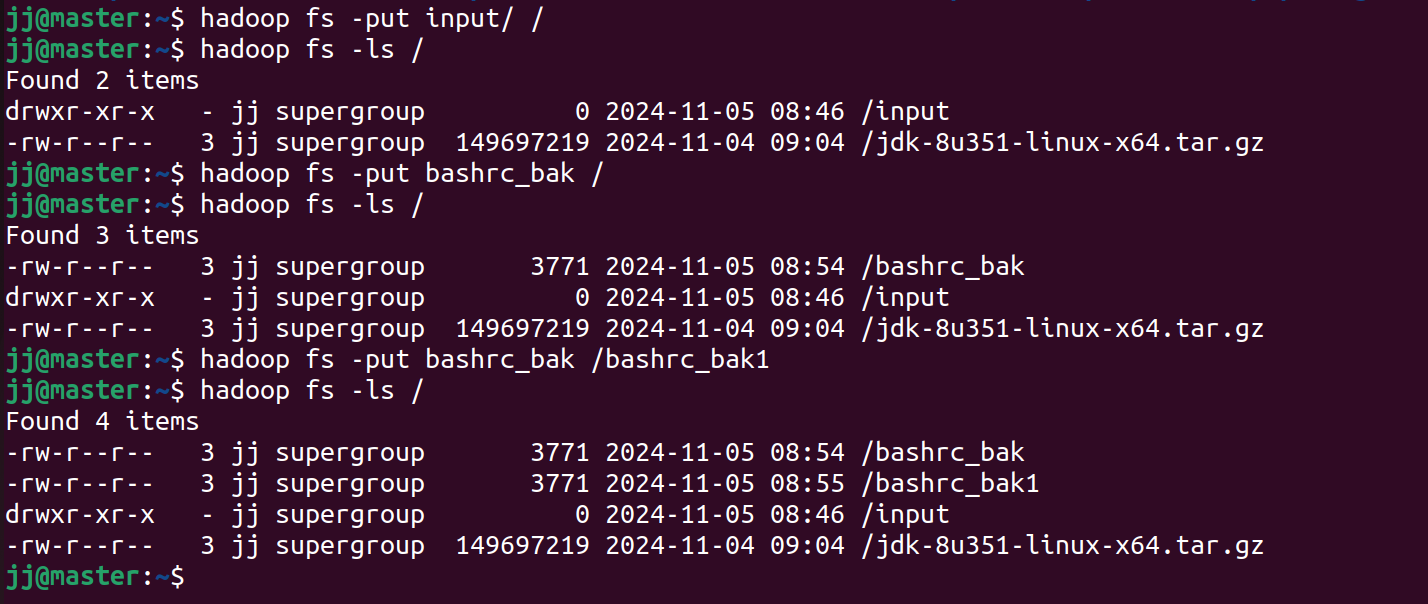 jj@master:~$ hadoop fs -put input/ /
jj@master:~$ hadoop fs -ls /
Found 2 items
drwxr-xr-x   - jj supergroup          0 2024-11-05 08:46 /input
-rw-r--r--   3 jj supergroup  149697219 2024-11-04 09:04 /jdk-8u351-linux-x64.tar.gz
jj@master:~$ hadoop fs -put bashrc_bak /
jj@master:~$ hadoop fs -ls /
Found 3 items
-rw-r--r--   3 jj supergroup       3771 2024-11-05 08:54 /bashrc_bak
drwxr-xr-x   - jj supergroup          0 2024-11-05 08:46 /input
-rw-r--r--   3 jj supergroup  149697219 2024-11-04 09:04 /jdk-8u351-linux-x64.tar.gz
jj@master:~$ hadoop fs -put bashrc_bak /bashrc_bak1
jj@master:~$ hadoop fs -ls /
Found 4 items
-rw-r--r--   3 jj supergroup       3771 2024-11-05 08:54 /bashrc_bak
-rw-r--r--   3 jj supergroup       3771 2024-11-05 08:55 /bashrc_bak1
drwxr-xr-x   - jj supergroup          0 2024-11-05 08:46 /input
-rw-r--r--   3 jj supergroup  149697219 2024-11-04 09:04 /jdk-8u351-linux-x64.tar.gz
jj@master:~$